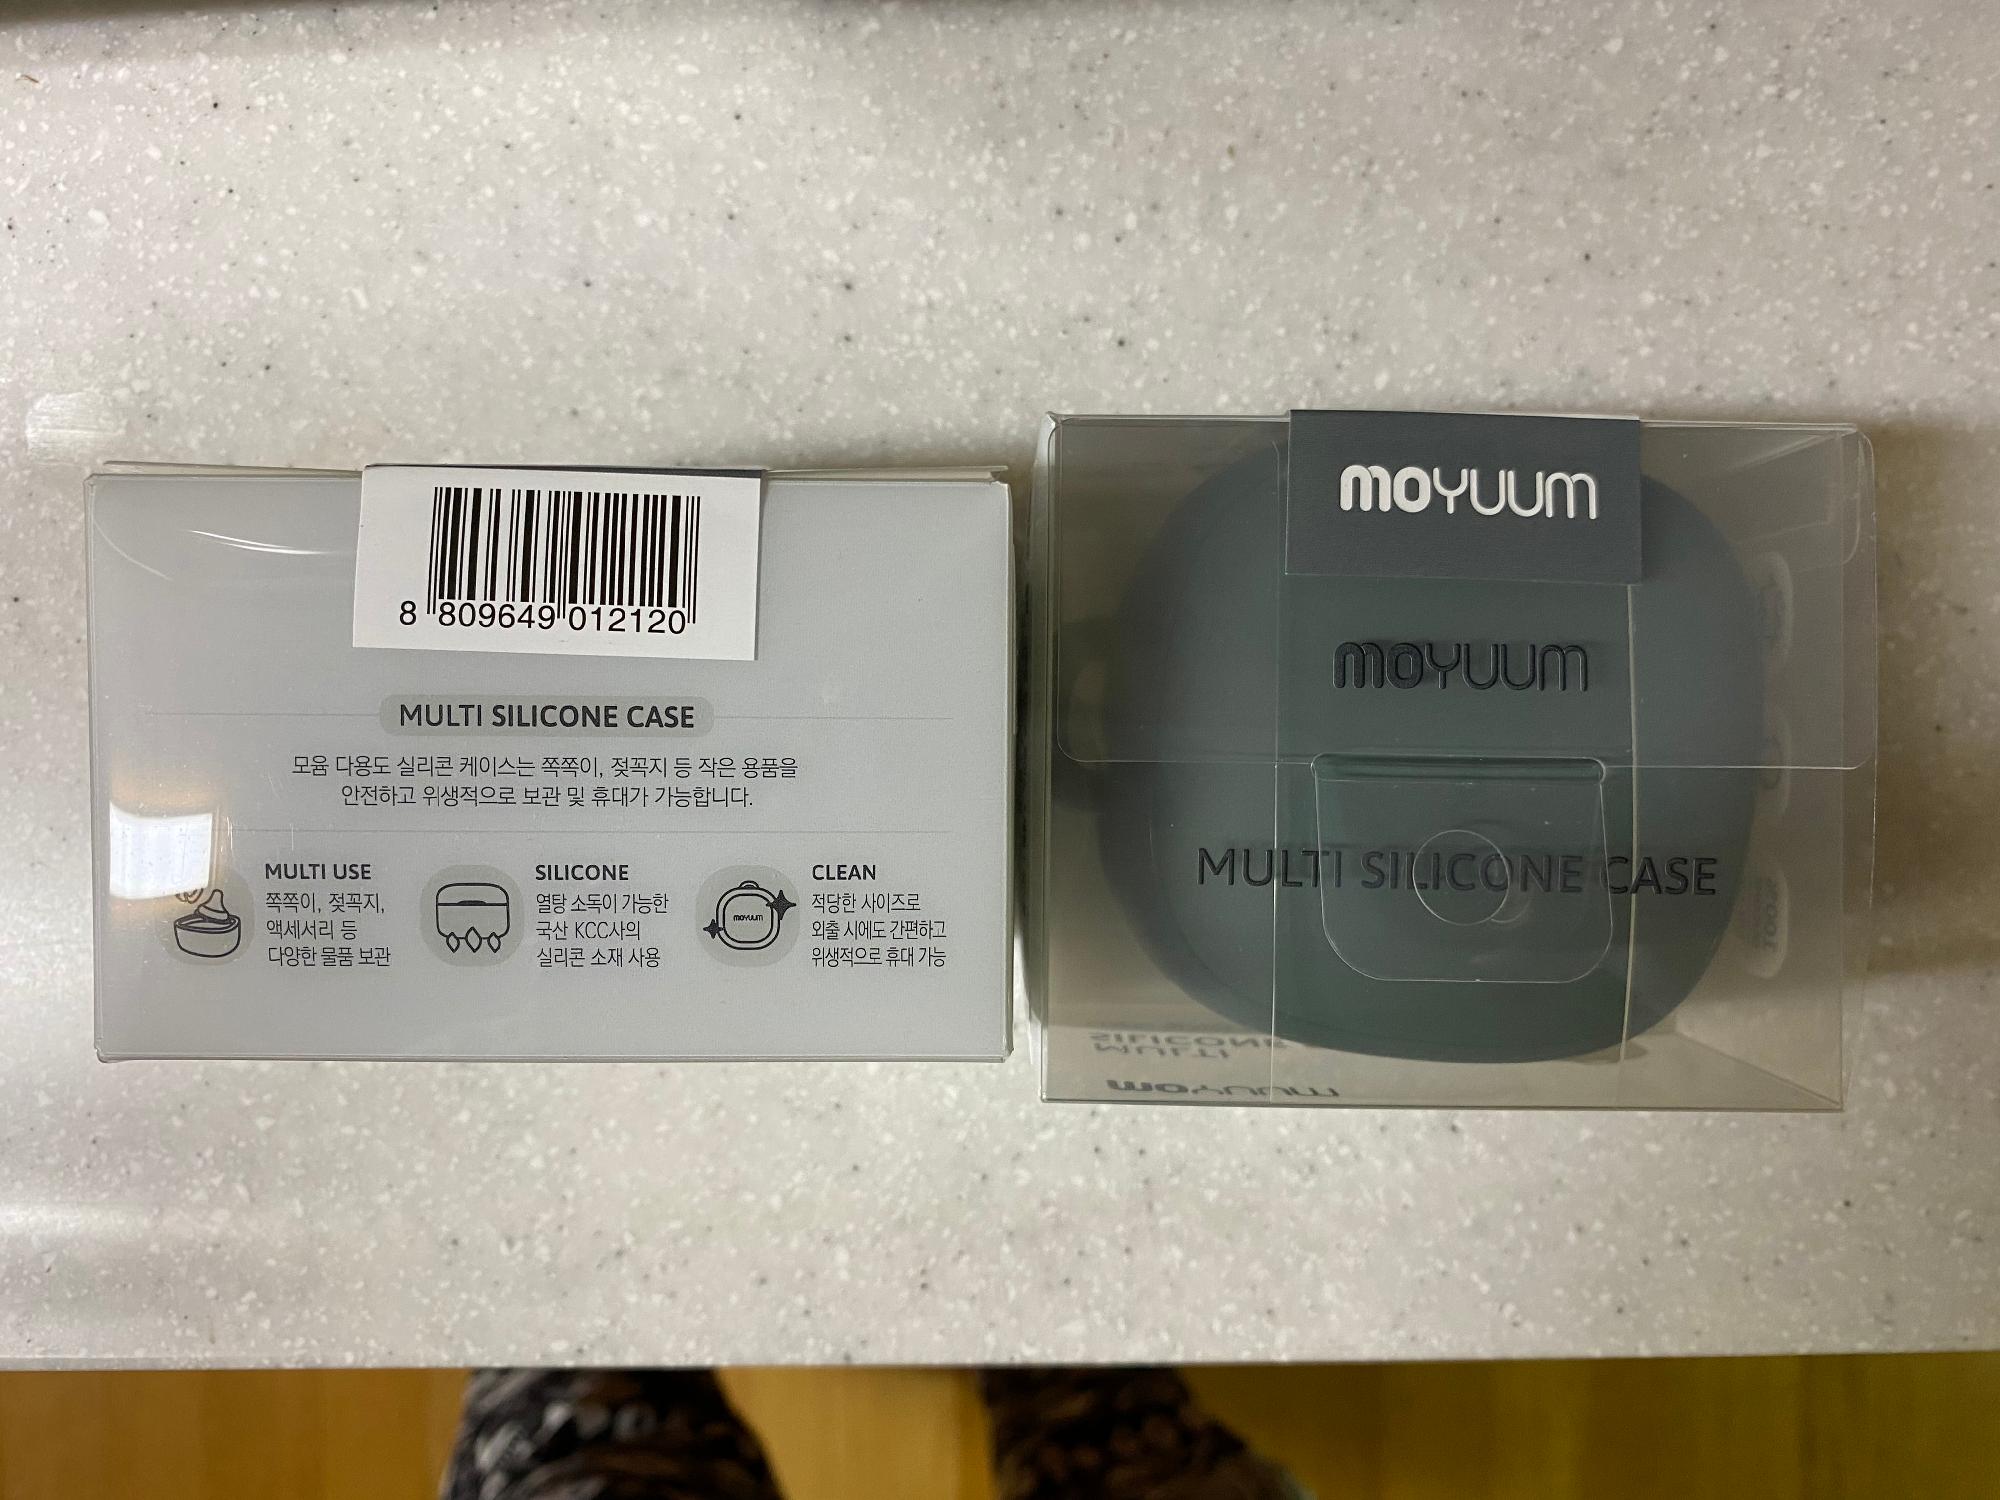 8 809649 012120
MULTI SILICONE CASE
모윰 다용도 실리콘 케이스는 쪽쪽이, 젖꼭지 등 작은 용품을
안전하고 위생적으로 보관 및 휴대가 가능합니다.
MULTI USE
쪽쪽이, 젖꼭지,
액세서리 등
다양한 물품 보관
SILICONE
열탕 소독이 가능한
국산 KCC사의
실리콘 소재 사용
moyuum
CLEAN
적당한 사이즈로
외출 시에도 간편하고
위생적으로 휴대 가능
moyuum
moyuum
MULTI SILICONE CASE
SILICONE
MULTI
moyuum